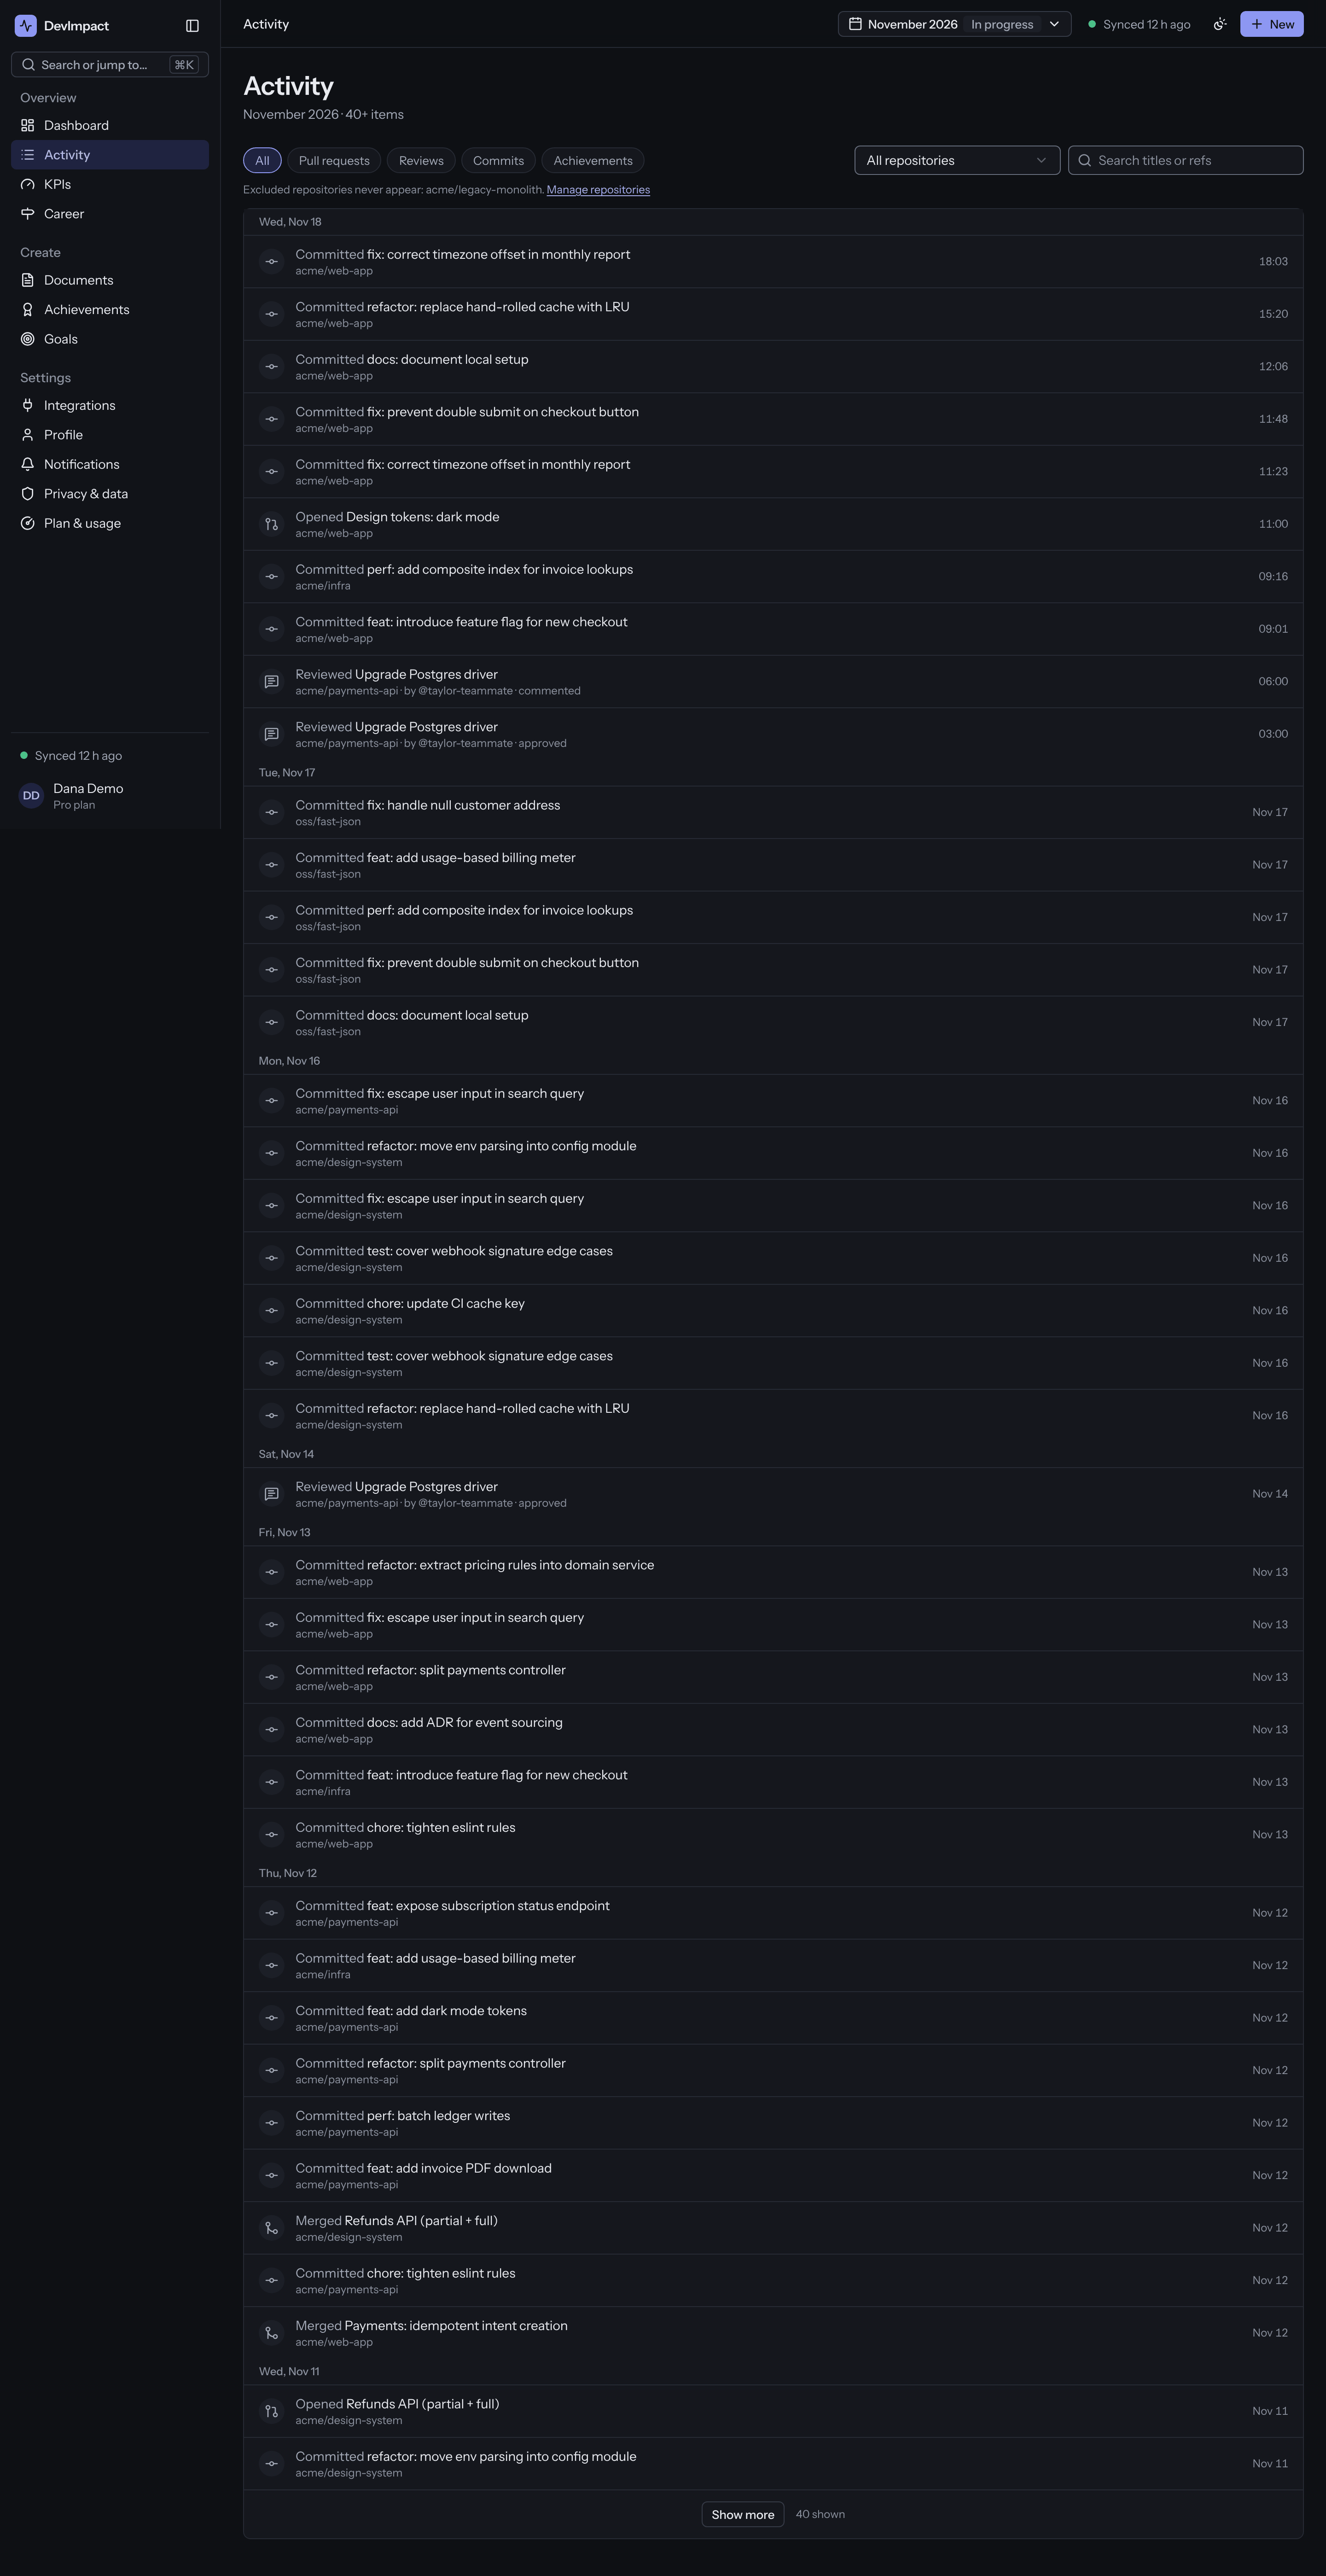 DevImpact
Search or jump to... ⌘K
Overview
Dashboard
Activity
KPIs
Career
Create
Documents
Achievements
Goals
Settings
Integrations
Profile
Notifications
Privacy & data
Plan & usage
Synced 12 h ago
DD
Dana Demo
Pro plan
Activity
November 2026 In progress
Synced 12 h ago
New
Activity
November 2026 · 40+ items
All Pull requests Reviews Commits Achievements
All repositories
Search titles or refs
Excluded repositories never appear: acme/legacy-monolith. Manage repositories
Wed, Nov 18
Committed fix: correct timezone offset in monthly report
acme/web-app
18:03
Committed refactor: replace hand-rolled cache with LRU
acme/web-app
15:20
Committed docs: document local setup
acme/web-app
12:06
Committed fix: prevent double submit on checkout button
acme/web-app
11:48
Committed fix: correct timezone offset in monthly report
acme/web-app
11:23
Opened Design tokens: dark mode
acme/web-app
11:00
Committed perf: add composite index for invoice lookups
acme/infra
09:16
Committed feat: introduce feature flag for new checkout
acme/web-app
09:01
Reviewed Upgrade Postgres driver
acme/payments-api · by @taylor-teammate · commented
06:00
Reviewed Upgrade Postgres driver
acme/payments-api · by @taylor-teammate · approved
03:00
Tue, Nov 17
Committed fix: handle null customer address
oss/fast-json
Nov 17
Committed feat: add usage-based billing meter
oss/fast-json
Nov 17
Committed perf: add composite index for invoice lookups
oss/fast-json
Nov 17
Committed fix: prevent double submit on checkout button
oss/fast-json
Nov 17
Committed docs: document local setup
oss/fast-json
Nov 17
Mon, Nov 16
Committed fix: escape user input in search query
acme/payments-api
Nov 16
Committed refactor: move env parsing into config module
acme/design-system
Nov 16
Committed fix: escape user input in search query
acme/design-system
Nov 16
Committed test: cover webhook signature edge cases
acme/design-system
Nov 16
Committed chore: update CI cache key
acme/design-system
Nov 16
Committed test: cover webhook signature edge cases
acme/design-system
Nov 16
Committed refactor: replace hand-rolled cache with LRU
acme/design-system
Nov 16
Sat, Nov 14
Reviewed Upgrade Postgres driver
acme/payments-api · by @taylor-teammate · approved
Nov 14
Fri, Nov 13
Committed refactor: extract pricing rules into domain service
acme/web-app
Nov 13
Committed fix: escape user input in search query
acme/web-app
Nov 13
Committed refactor: split payments controller
acme/web-app
Nov 13
Committed docs: add ADR for event sourcing
acme/web-app
Nov 13
Committed feat: introduce feature flag for new checkout
acme/infra
Nov 13
Committed chore: tighten eslint rules
acme/web-app
Nov 13
Thu, Nov 12
Committed feat: expose subscription status endpoint
acme/payments-api
Nov 12
Committed feat: add usage-based billing meter
acme/infra
Nov 12
Committed feat: add dark mode tokens
acme/payments-api
Nov 12
Committed refactor: split payments controller
acme/payments-api
Nov 12
Committed perf: batch ledger writes
acme/payments-api
Nov 12
Committed feat: add invoice PDF download
acme/payments-api
Nov 12
Merged Refunds API (partial + full)
acme/design-system
Nov 12
Committed chore: tighten eslint rules
acme/payments-api
Nov 12
Merged Payments: idempotent intent creation
acme/web-app
Nov 12
Wed, Nov 11
Opened Refunds API (partial + full)
acme/design-system
Nov 11
Committed refactor: move env parsing into config module
acme/design-system
Nov 11
Show more 40 shown